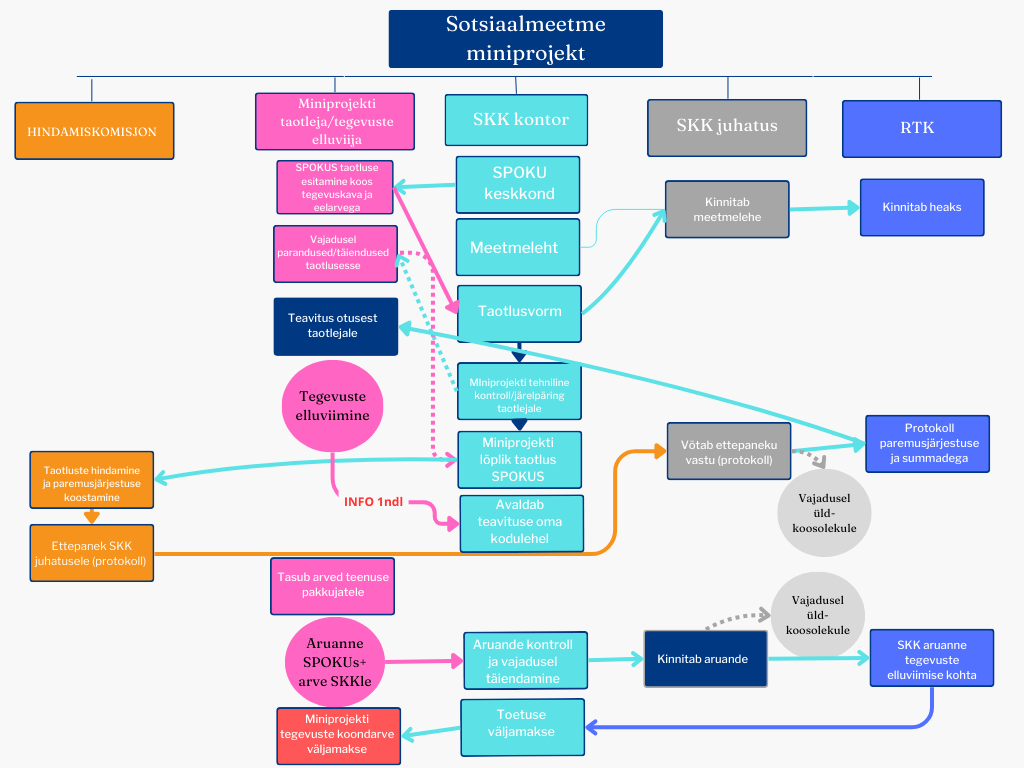 Sotsiaalmeetme
miniprojekt
HINDAMISKOMISJON
Miniprojekti
taotleja/tegevuste
elluviija
SKK kontor
SKK juhatus
RTK
SPOKUS taotluse
esitamine koos
tegevuskava ja
eelarvega
SPOKU
keskkond
Kinnitab
meetmelehe
Kinnitab heaks
Vajadusel
parandused/täiendused
taotlusesse
Meetmeleht
Teavitus otusest
taotlejale
Taotlusvorm
Tegevuste
elluviimine
MIniprojekti tehniline
kontroll/järelpäring
taotlejale
Miniprojekti
lõplik taotlus
SPOKUS
Võtab ettepaneku
vastu (protokoll)
Protokoll
paremusjärjestuse
ja summadega
Taotluste hindamine
ja paremusjärjestuse
koostamine
INFO 1ndl
Avaldab
teavituse oma
kodulehel
Vajadusel
üld-
koosolekule
Ettepanek SKK
juhatusele (protokoll)
Tasub arved teenuse
pakkujatele
Vajadusel
üld-
koosolekule
Aruanne
SPOKUs+
arve SKKle
Aruande kontroll
ja vajadusel
täiendamine
Kinnitab aruande
SKK aruanne
tegevuste
elluviimise kohta
Miniprojekti
tegevuste koondarve
väljamakse
Toetuse
väljamakse